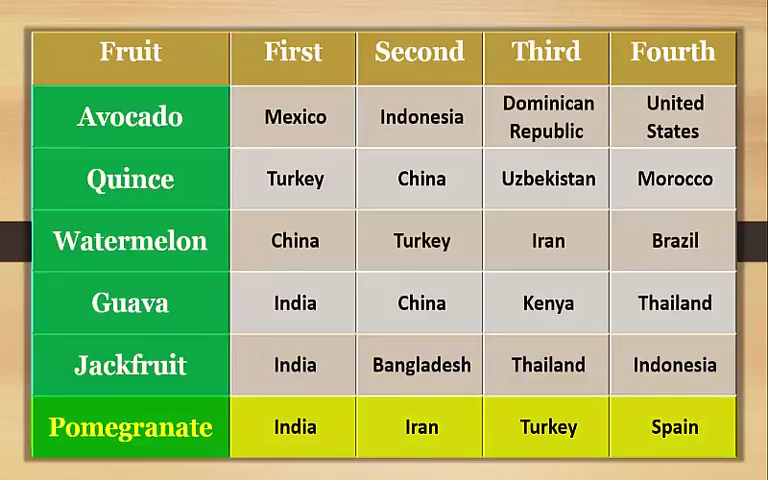 Fruit First Second Third Fourth
Avocado Mexico Indonesia Dominican Republic United States
Quince Turkey China Uzbekistan Morocco
Watermelon China Turkey Iran Brazil
Guava India China Kenya Thailand
Jackfruit India Bangladesh Thailand Indonesia
Pomegranate India Iran Turkey Spain